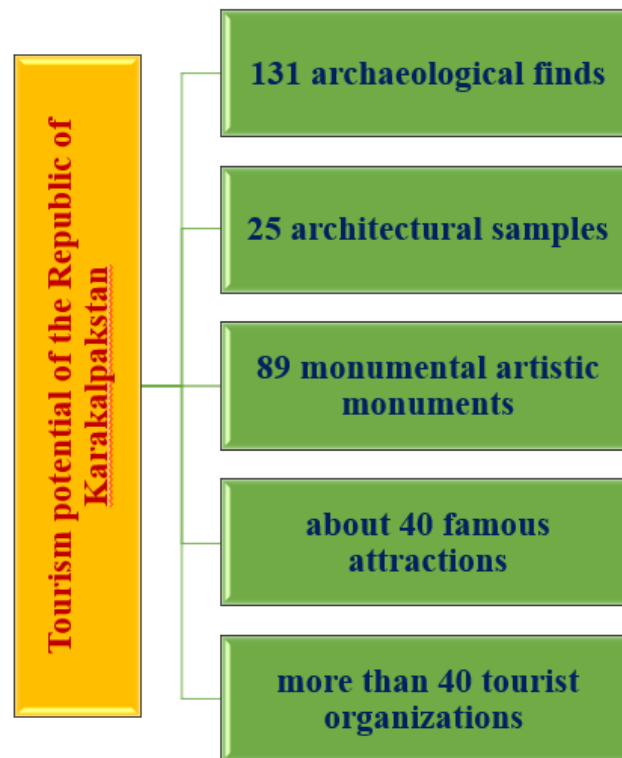 Tourism potential of the Republic of
Karakalpakstan
131 archaeological finds
25 architectural samples
89 monumental artistic
monuments
about 40 famous
attractions
more than 40 tourist
organizations